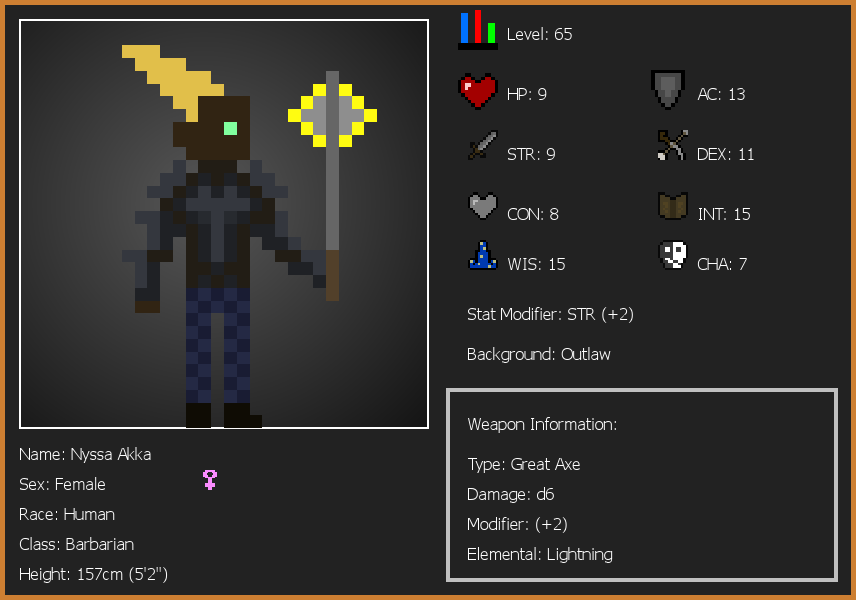 Level: 65
HP: 9
AC: 13
STR: 9
DEX: 11
CON: 8
INT: 15
WIS: 15
CHA: 7
Stat Modifier: STR (+2)
Background: Outlaw
Weapon Information:
Type: Great Axe
Damage: d6
Modifier: (+2)
Elemental: Lightning
Name: Nyssa Akka
Sex: Female
Race: Human
Class: Barbarian
Height: 157cm (5'2")